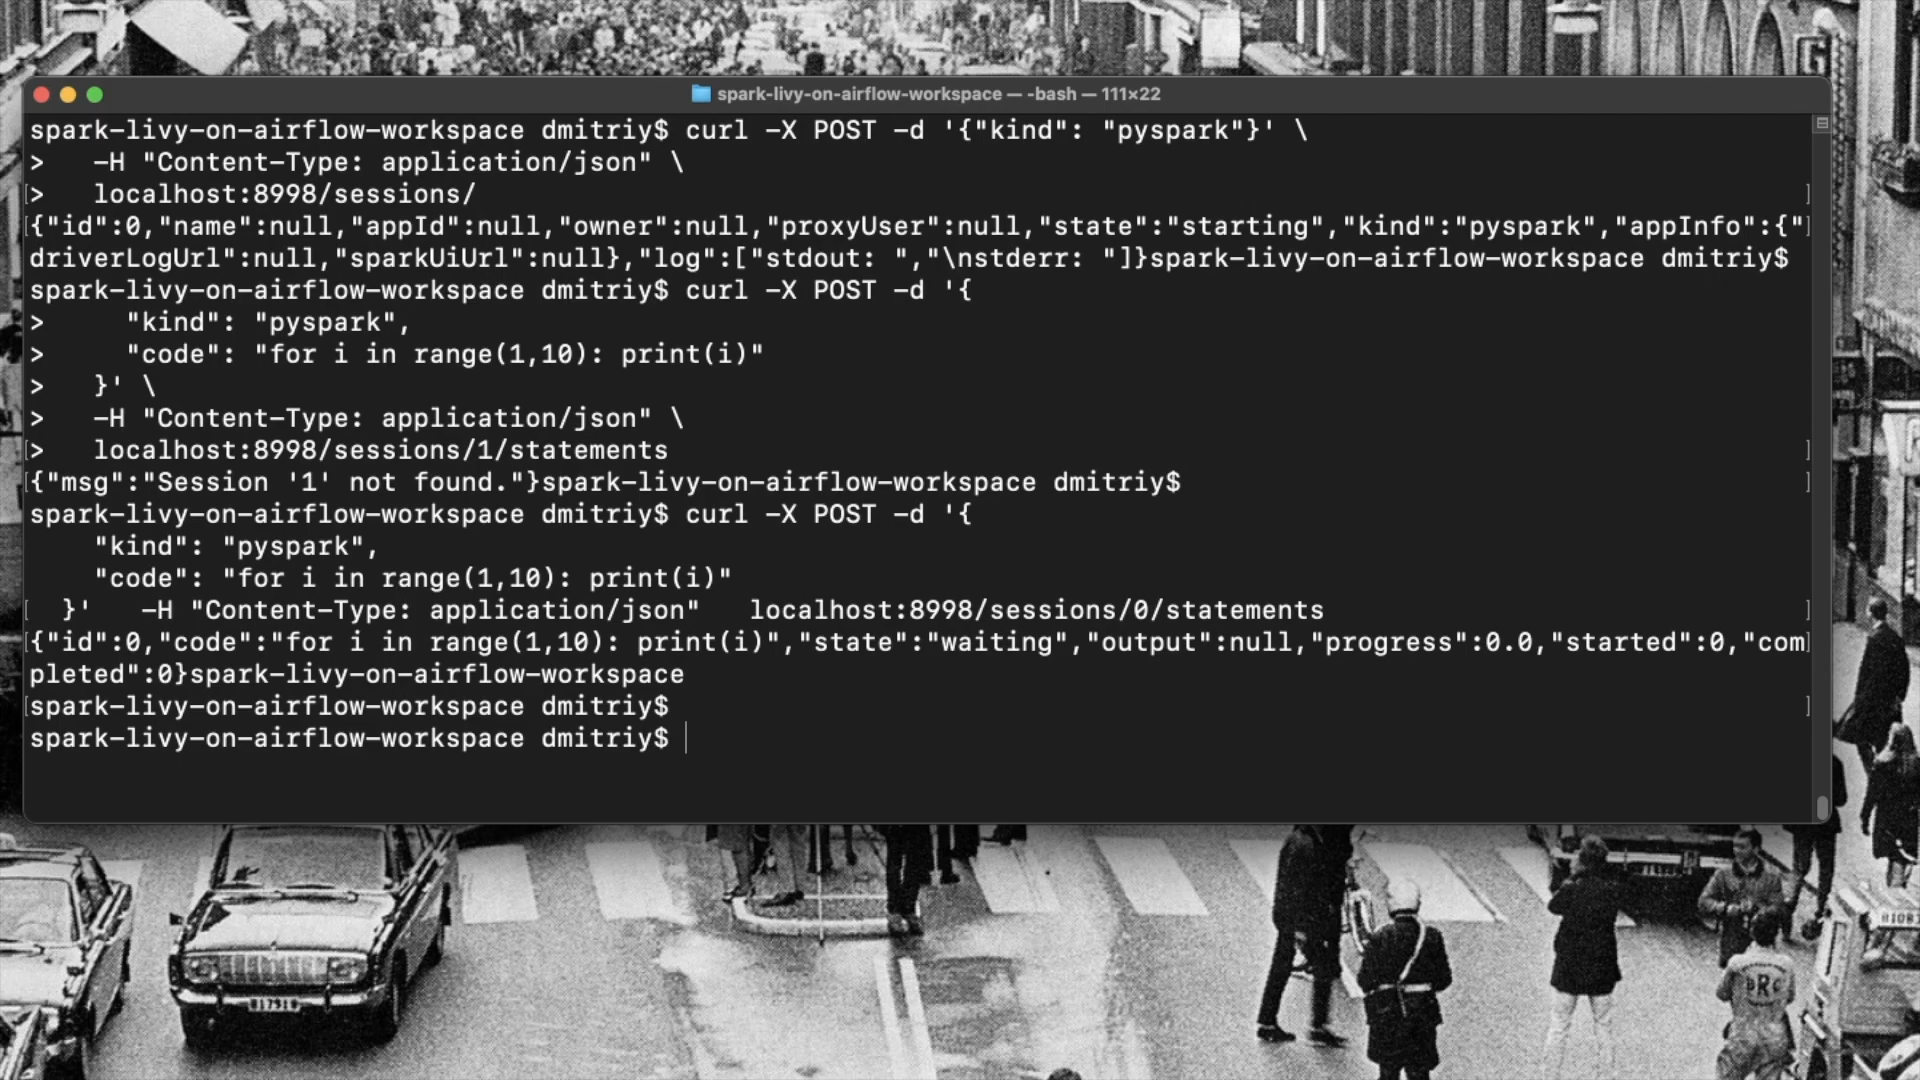 spark-livy-on-airflow-workspace — -bash — 111×22
spark-livy-on-airflow-workspace dmitriy$ curl -X POST -d '{"kind": "pyspark"}' \
>   -H "Content-Type: application/json" \
[>   localhost:8998/sessions/ ]
[{"id":0,"name":null,"appId":null,"owner":null,"proxyUser":null,"state":"starting","kind":"pyspark","appInfo":{"]
driverLogUrl":null,"sparkUiUrl":null},"log":["stdout: ","\nstderr: "]}spark-livy-on-airflow-workspace dmitriy$
spark-livy-on-airflow-workspace dmitriy$ curl -X POST -d '{
>     "kind": "pyspark",
>     "code": "for i in range(1,10): print(i)"
>   }' \
>   -H "Content-Type: application/json" \
[>   localhost:8998/sessions/1/statements ]
[{"msg":"Session '1' not found."}spark-livy-on-airflow-workspace dmitriy$ ]
spark-livy-on-airflow-workspace dmitriy$ curl -X POST -d '{
    "kind": "pyspark",
    "code": "for i in range(1,10): print(i)"
[  }'   -H "Content-Type: application/json"   localhost:8998/sessions/0/statements ]
[{"id":0,"code":"for i in range(1,10): print(i)","state":"waiting","output":null,"progress":0.0,"started":0,"com]
pleted":0}spark-livy-on-airflow-workspace
[spark-livy-on-airflow-workspace dmitriy$ ]
spark-livy-on-airflow-workspace dmitriy$